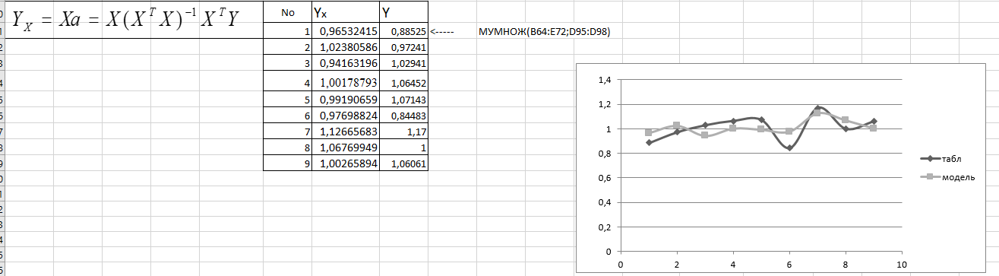 Y_X = Xa = X(X^T X)^{-1} X^T Y
No Yₓ Y
1 0,96532415 0,88525 <----- МУМНОЖ(B64:E72;D95:D98)
2 1,02380586 0,97241
3 0,94163196 1,02941
4 1,00178793 1,06452
5 0,99190659 1,07143
6 0,97698824 0,84483
7 1,12665683 1,17
8 1,06769949 1
9 1,00265894 1,06061
1,4
1,2
1
0,8
0,6
0,4
0,2
0
0 2 4 6 8 10
табл
модель